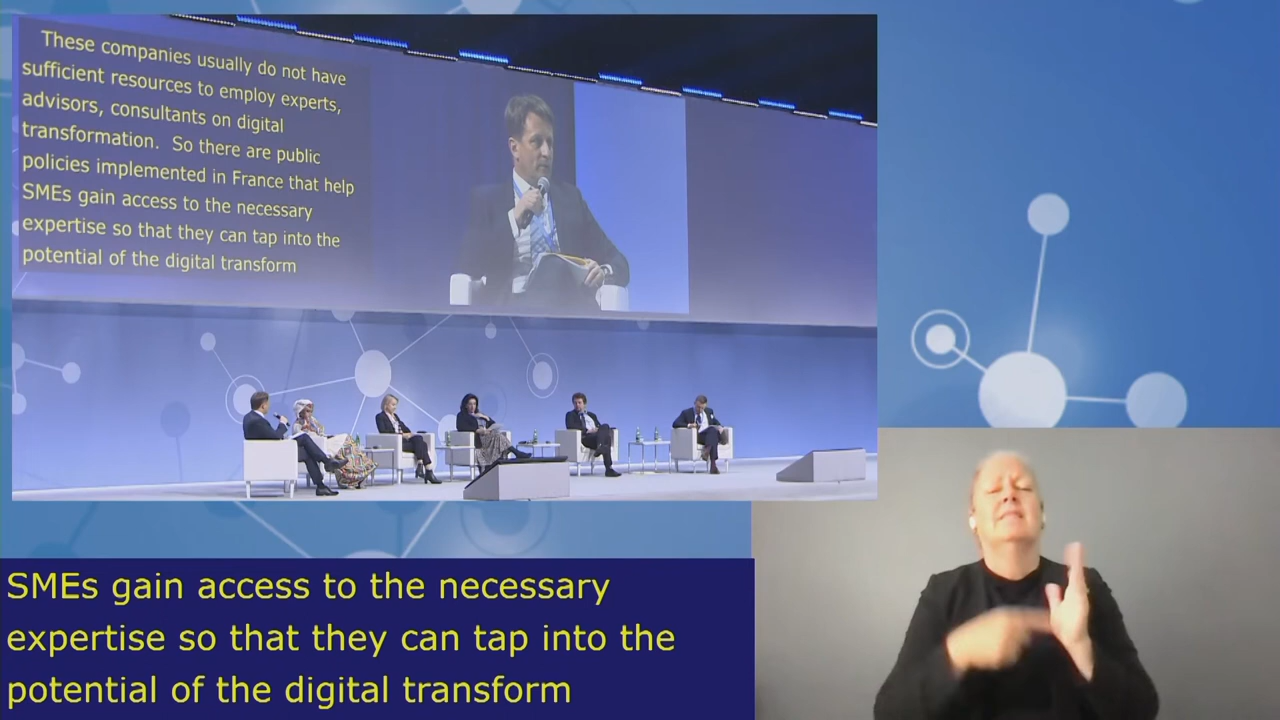 These companies usually do not have
sufficient resources to employ experts,
advisors, consultants on digital
transformation.  So there are public
policies implemented in France that help
SMEs gain access to the necessary
expertise so that they can tap into the
potential of the digital transform
SMEs gain access to the necessary
expertise so that they can tap into the
potential of the digital transform